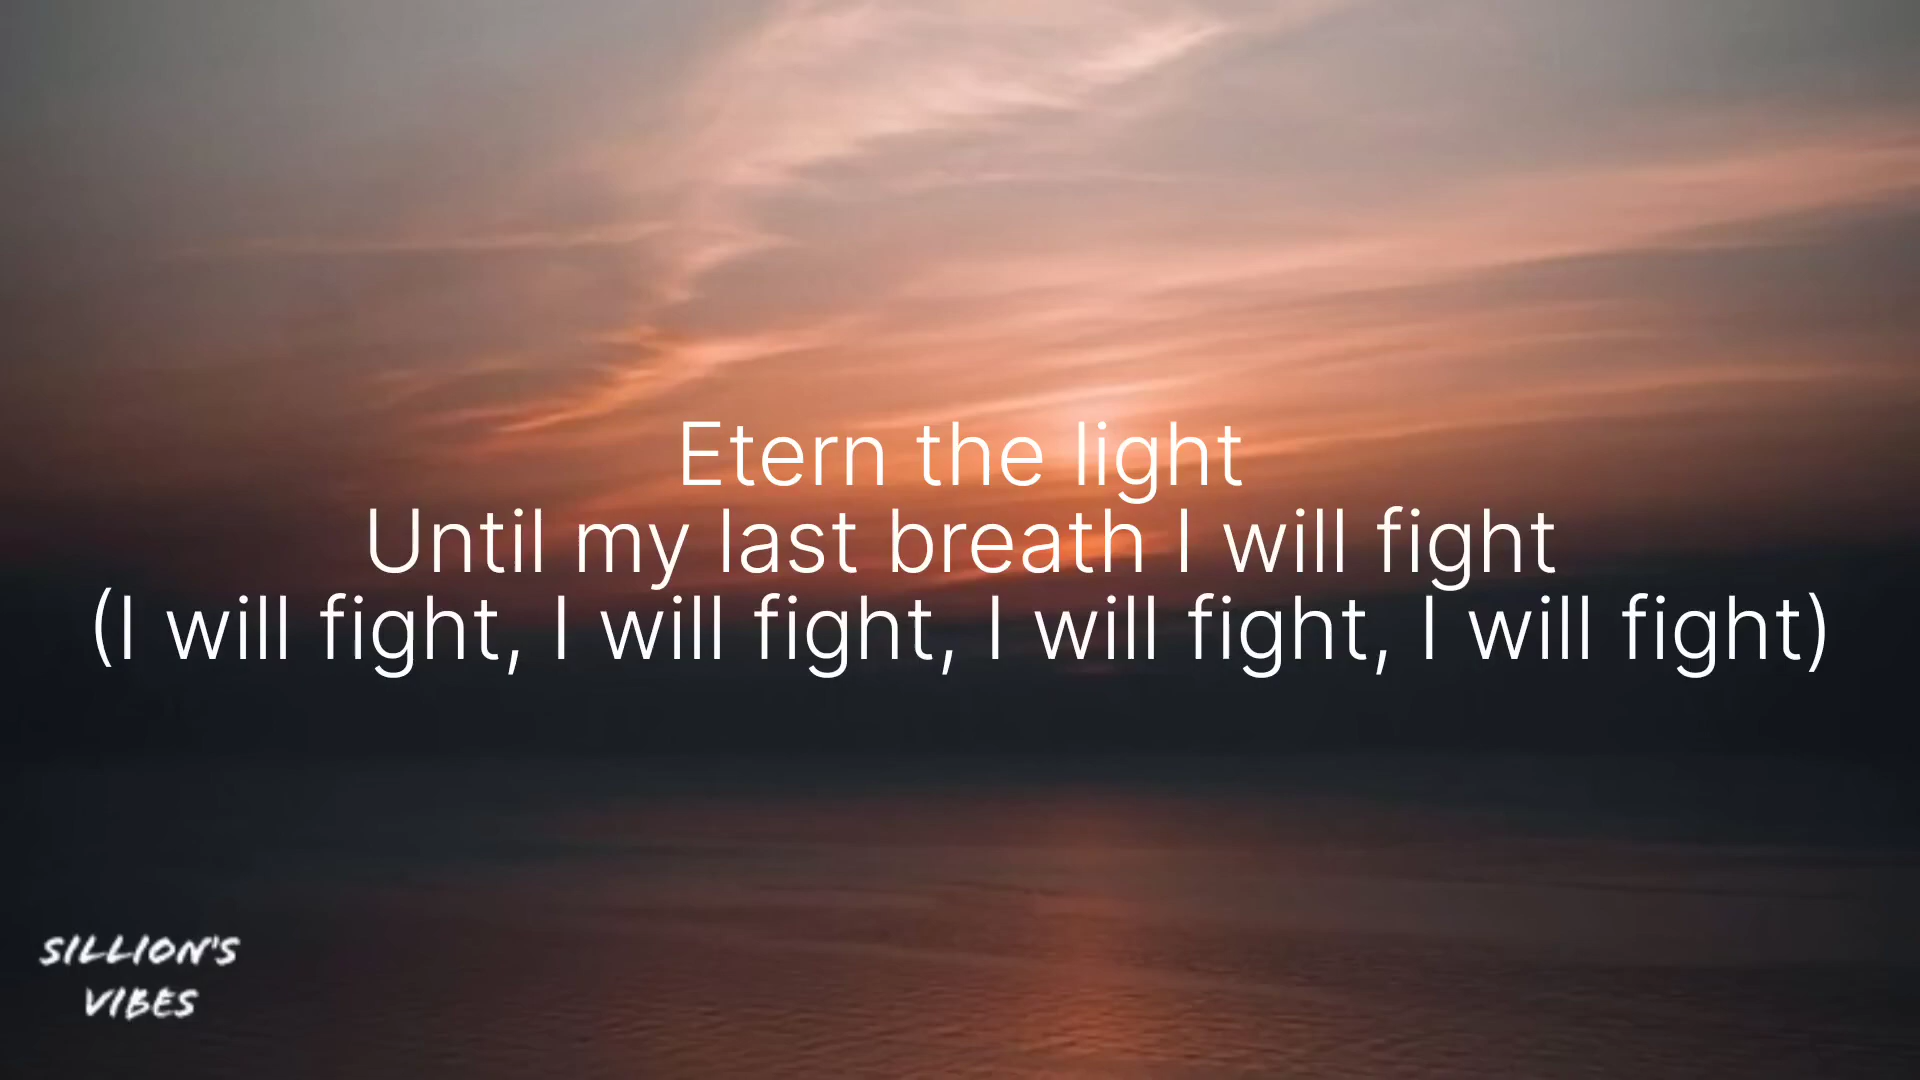 Etern the light
Until my last breath I will fight
(I will fight, I will fight, I will fight, I will fight)
SILLION'S
VIBES